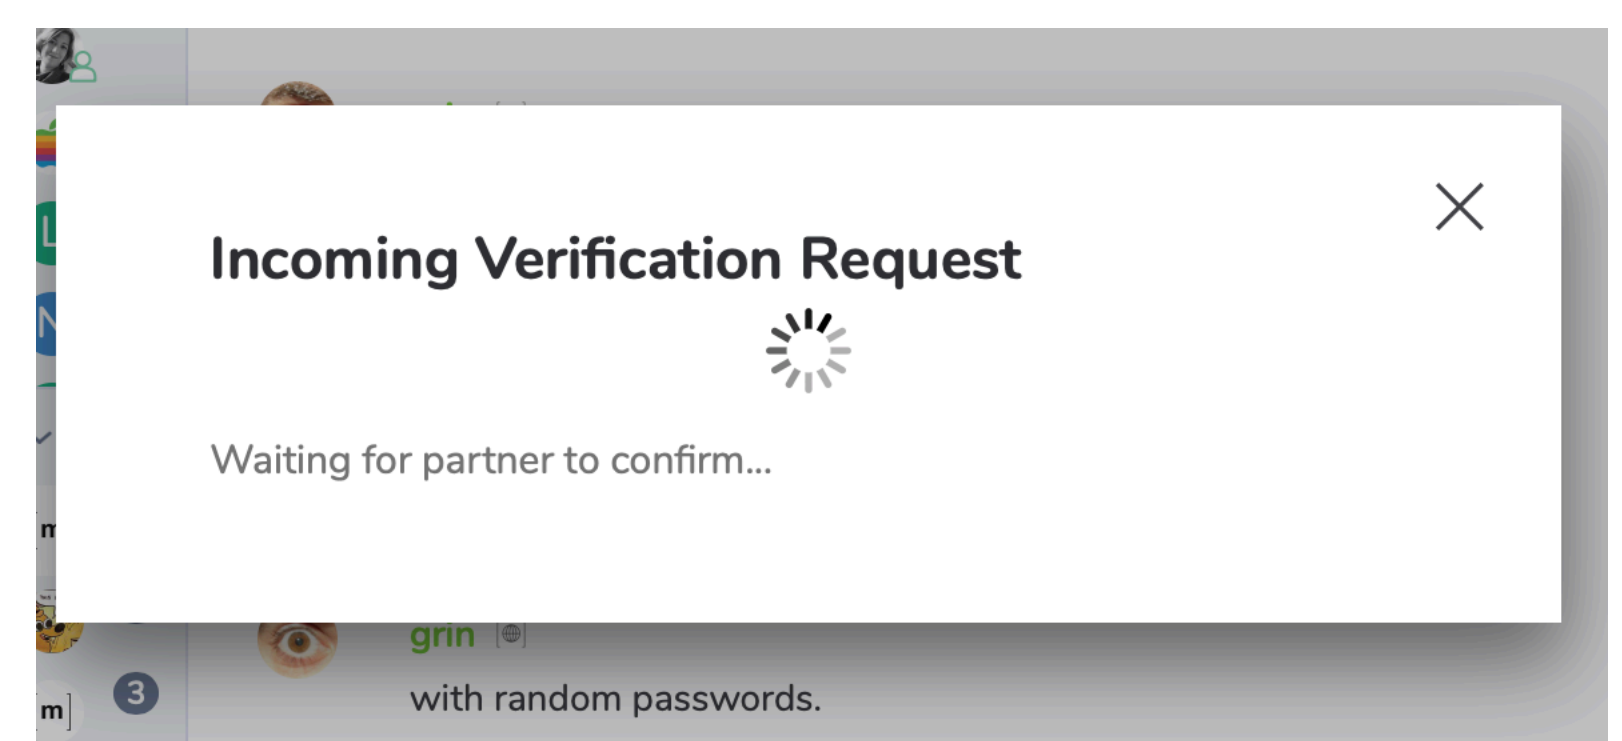 Incoming Verification Request
Waiting for partner to confirm...
L
N
[m
grin
[m]
3
with random passwords.